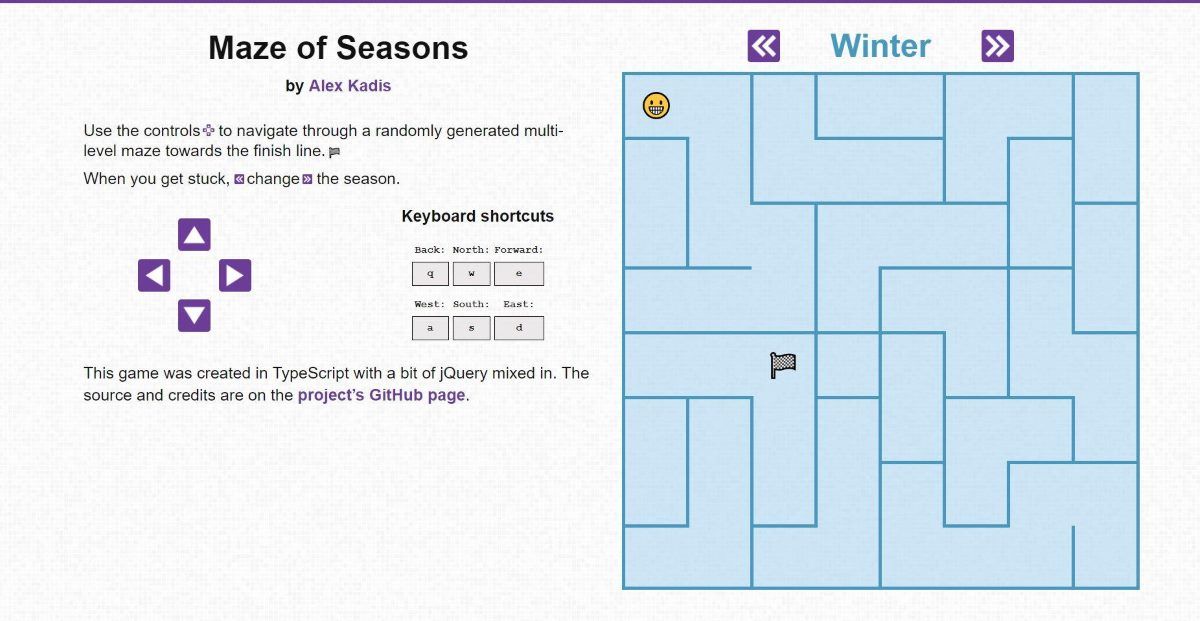 Maze of Seasons
by Alex Kadis
Use the controls to navigate through a randomly generated multi-
level maze towards the finish line.
When you get stuck, change the season.
Keyboard shortcuts
Back: North: Forward:
q w e
West: South: East:
a s d
This game was created in TypeScript with a bit of jQuery mixed in. The
source and credits are on the project’s GitHub page.
Winter